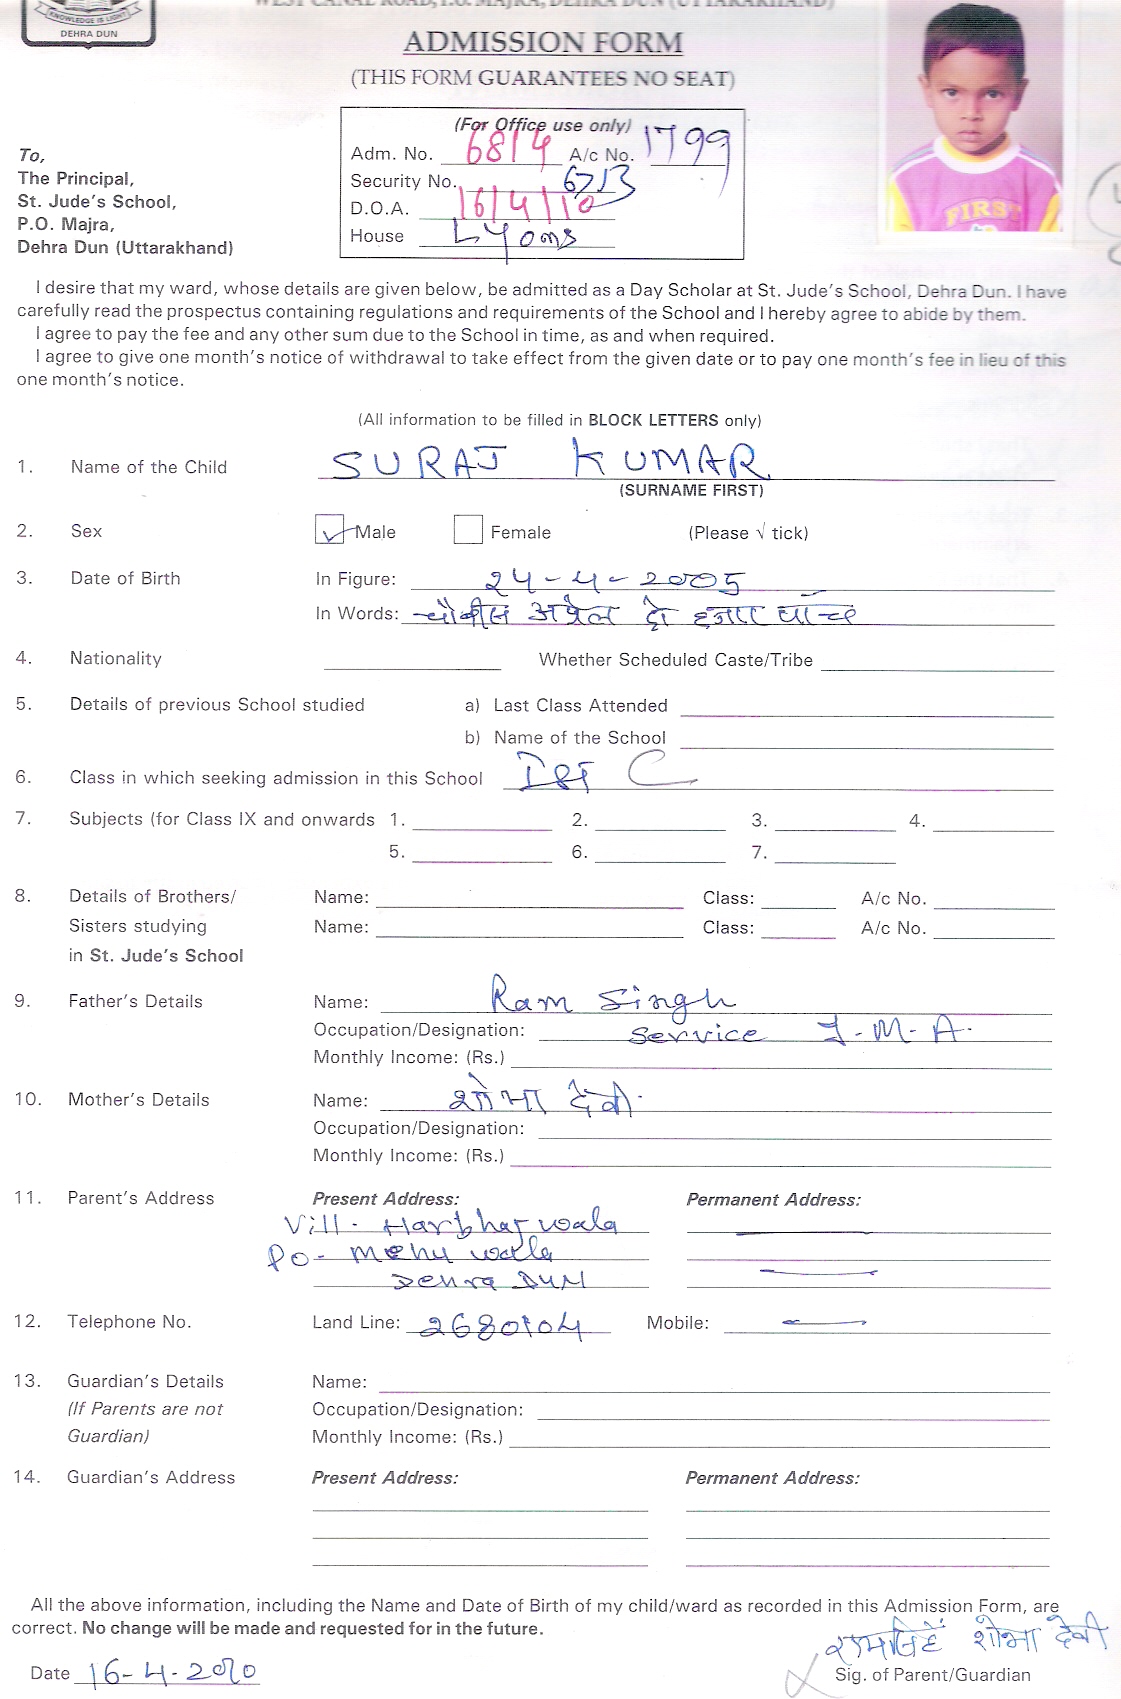 KNOWLEDGE IS LIGHT
DEHRA DUN
WEST CANAL ROAD, P.O. MAJRA, DEHRA DUN (UTTARAKHAND)
ADMISSION FORM
(THIS FORM GUARANTEES NO SEAT)
(For Office use only)
Adm. No. 6814 A/c No. 1799
Security No. 6713
D.O.A. 16/4/10
House Lyons
To,
The Principal,
St. Jude's School,
P.O. Majra,
Dehra Dun (Uttarakhand)
FIRST
I desire that my ward, whose details are given below, be admitted as a Day Scholar at St. Jude's School, Dehra Dun. I have
carefully read the prospectus containing regulations and requirements of the School and I hereby agree to abide by them.
I agree to pay the fee and any other sum due to the School in time, as and when required.
I agree to give one month's notice of withdrawal to take effect from the given date or to pay one month's fee in lieu of this
one month's notice.
(All information to be filled in BLOCK LETTERS only)
1. Name of the Child SURAJ KUMAR
(SURNAME FIRST)
2. Sex Male Female (Please √ tick)
3. Date of Birth In Figure: 24-4-2005
In Words: चौबीस अप्रैल दो हजार पाँच
4. Nationality Whether Scheduled Caste/Tribe
5. Details of previous School studied a) Last Class Attended
b) Name of the School
6. Class in which seeking admission in this School Ist C
7. Subjects (for Class IX and onwards 1. 2. 3. 4.
5. 6. 7.
8. Details of Brothers/ Name: Class: A/c No.
Sisters studying Name: Class: A/c No.
in St. Jude's School
9. Father's Details Name: Ram Singh
Occupation/Designation: Service I-M-A.
Monthly Income: (Rs.)
10. Mother's Details Name: शोभा देवी
Occupation/Designation:
Monthly Income: (Rs.)
11. Parent's Address Present Address: Permanent Address:
Vill- Harbhajwala
Po- Mehuwala
Dehra DUN
12. Telephone No. Land Line: 2680104 Mobile:
13. Guardian's Details Name:
(If Parents are not Occupation/Designation:
Guardian) Monthly Income: (Rs.)
14. Guardian's Address Present Address: Permanent Address:
All the above information, including the Name and Date of Birth of my child/ward as recorded in this Admission Form, are
correct. No change will be made and requested for in the future.
रामसिंह शोभा देवी
Date 16-4-2010 Sig. of Parent/Guardian